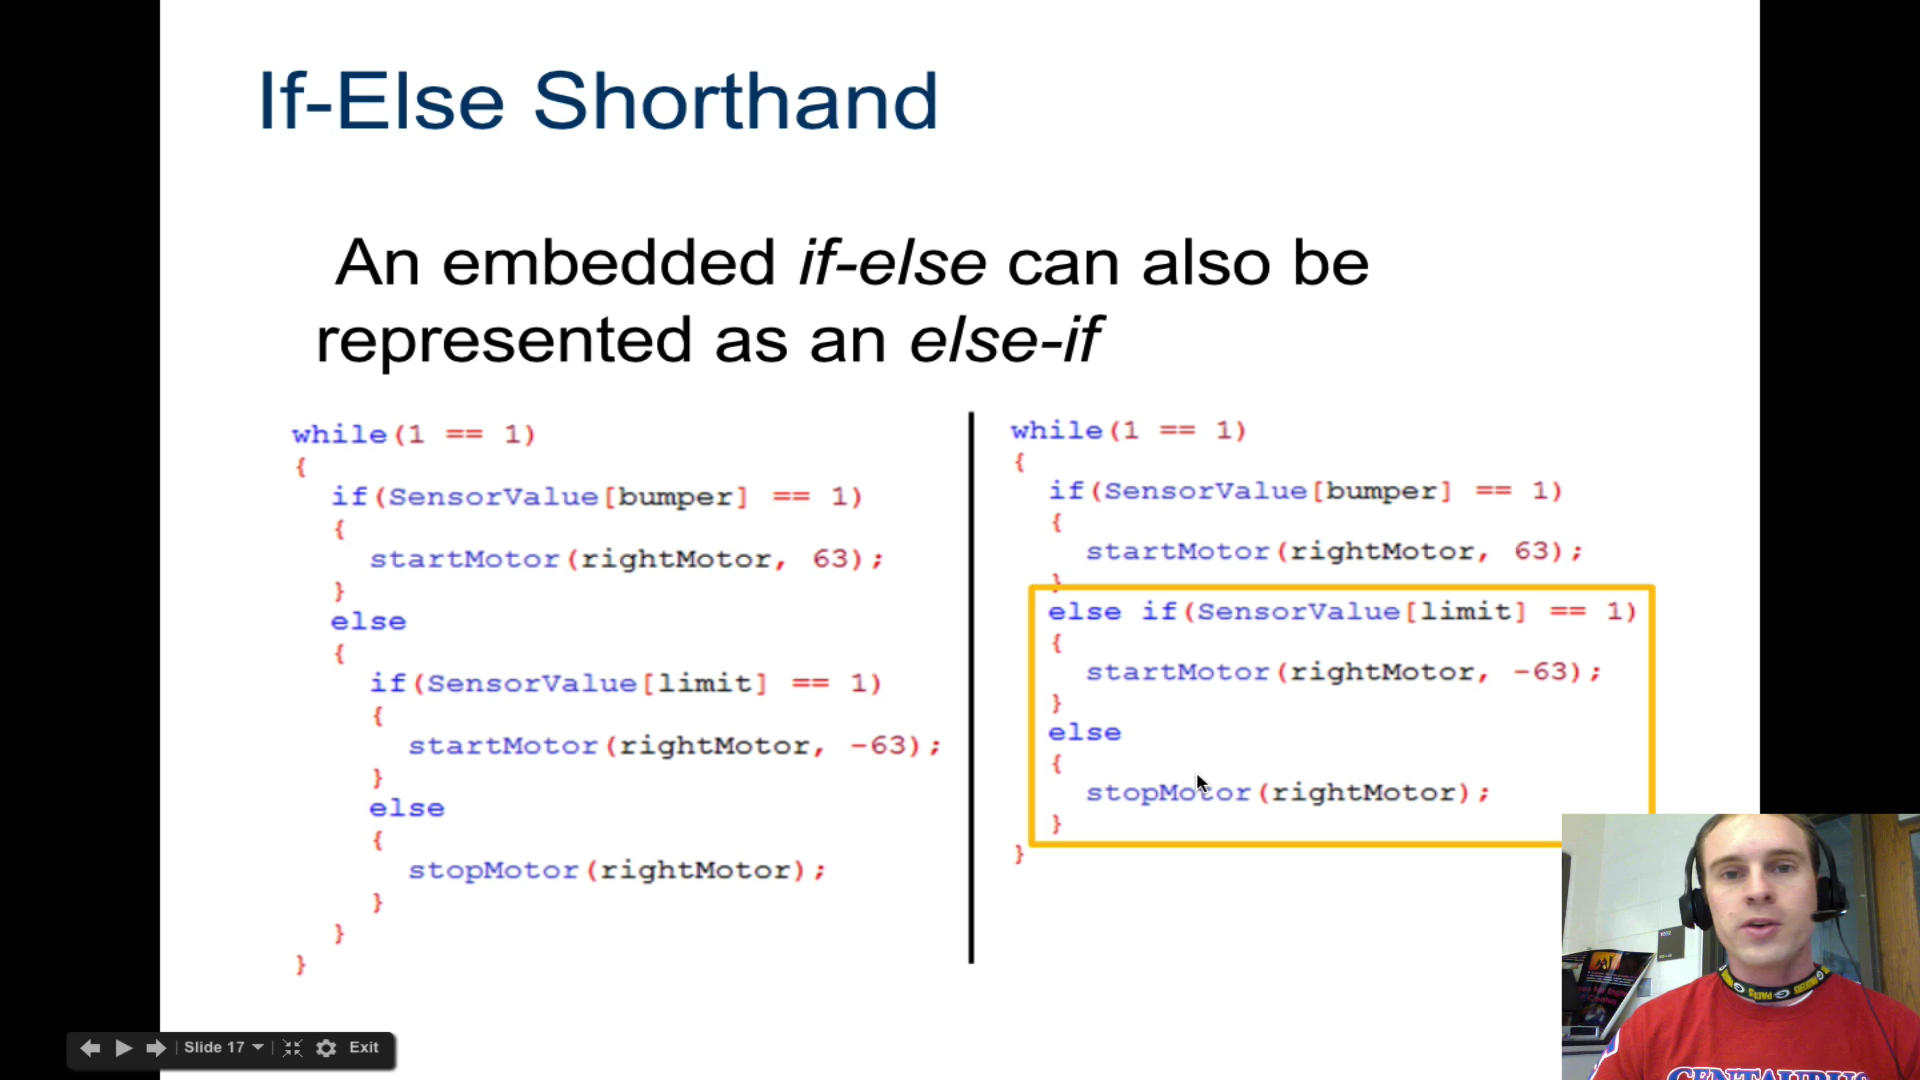 If-Else Shorthand
An embedded if-else can also be
represented as an else-if
while(1 == 1)
{
if(SensorValue[bumper] == 1)
{
startMotor(rightMotor, 63);
}
else
{
if(SensorValue[limit] == 1)
{
startMotor(rightMotor, -63);
}
else
{
stopMotor(rightMotor);
}
}
}
while(1 == 1)
{
if(SensorValue[bumper] == 1)
{
startMotor(rightMotor, 63);
}
else if(SensorValue[limit] == 1)
{
startMotor(rightMotor, -63);
}
else
{
stopMotor(rightMotor);
}
}
Slide 17
Exit